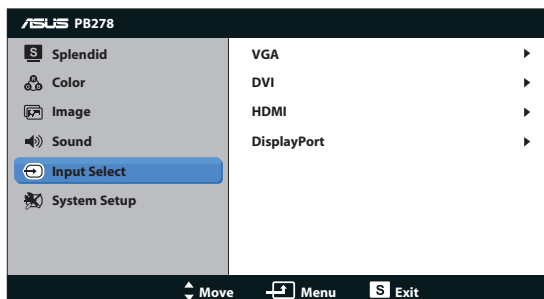 ASUS PB278
S Splendid
Color
Image
Sound
Input Select
System Setup
VGA
DVI
HDMI
DisplayPort
Move Menu S Exit